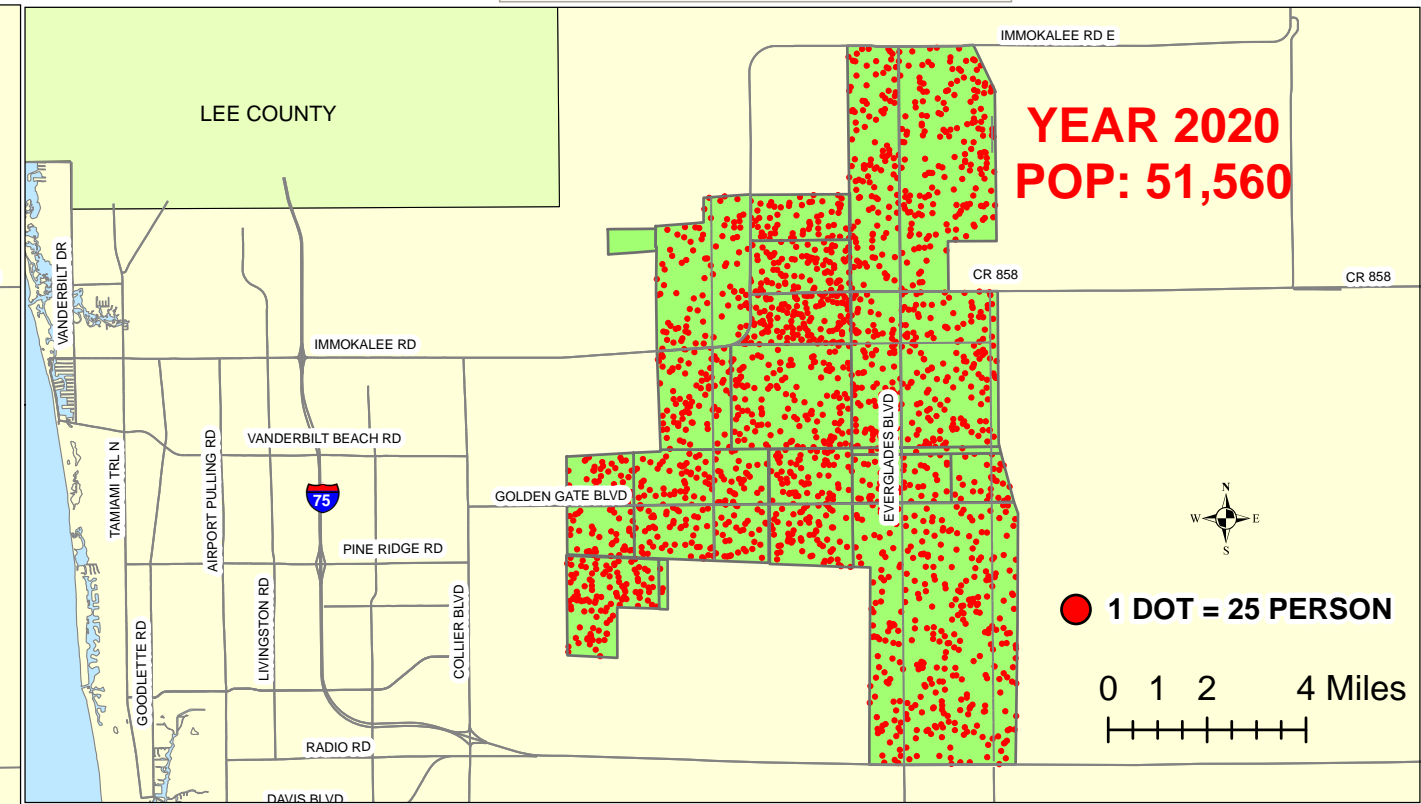 IMMOKALEE RD E
LEE COUNTY
YEAR 2020
POP: 51,560
VANDERBILT DR
CR 858
CR 858
IMMOKALEE RD
EVERGLADES BLVD
VANDERBILT BEACH RD
TAMIAMI TRL N
AIRPORT PULLING RD
75
GOLDEN GATE BLVD
N
W E
S
PINE RIDGE RD
LIVINGSTON RD
COLLIER BLVD
GOODLETTE RD
1 DOT = 25 PERSON
0 1 2 4 Miles
RADIO RD
DAVIS BLVD